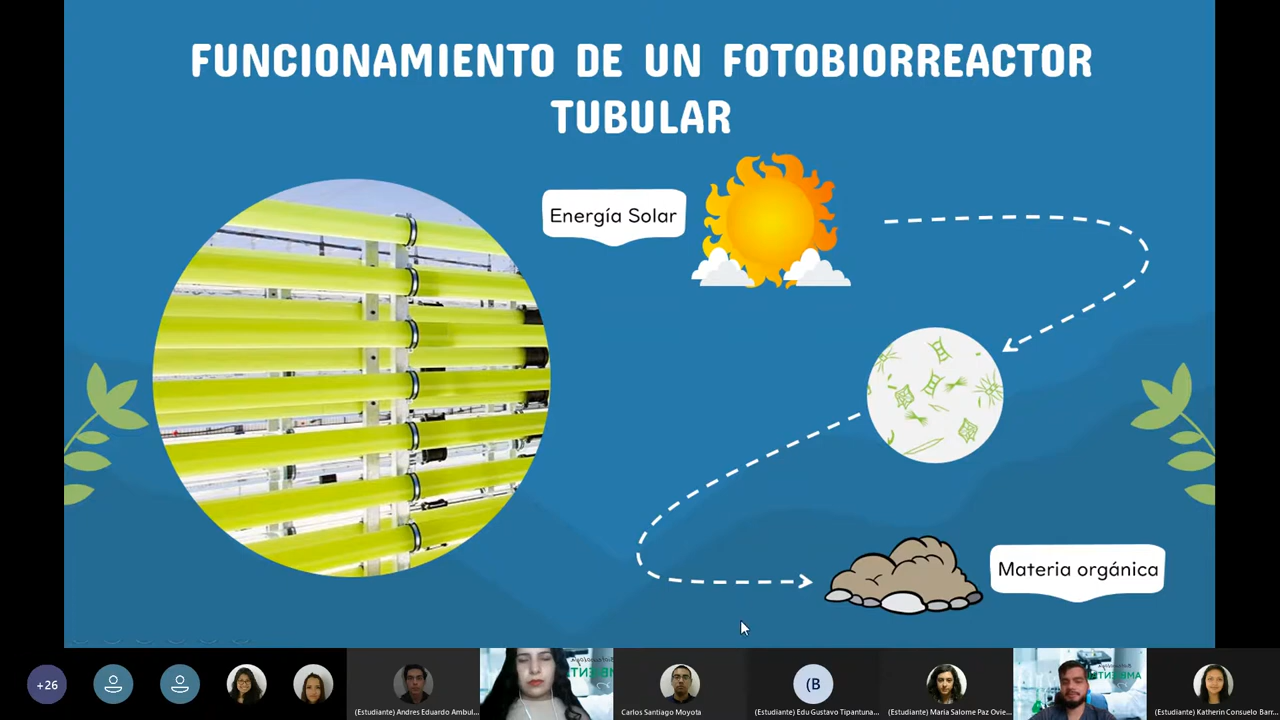 FUNCIONAMIENTO DE UN FOTOBIORREACTOR
TUBULAR
Energía Solar
Materia orgánica
+26
(Estudiante) Andres Eduardo Ambul...
Carlos Santiago Moyota
(B
(Estudiante) Edu Gustavo Tipantuna...
(Estudiante) Maria Salome Paz Ovie...
(Estudiante) Katherin Consuelo Barr...